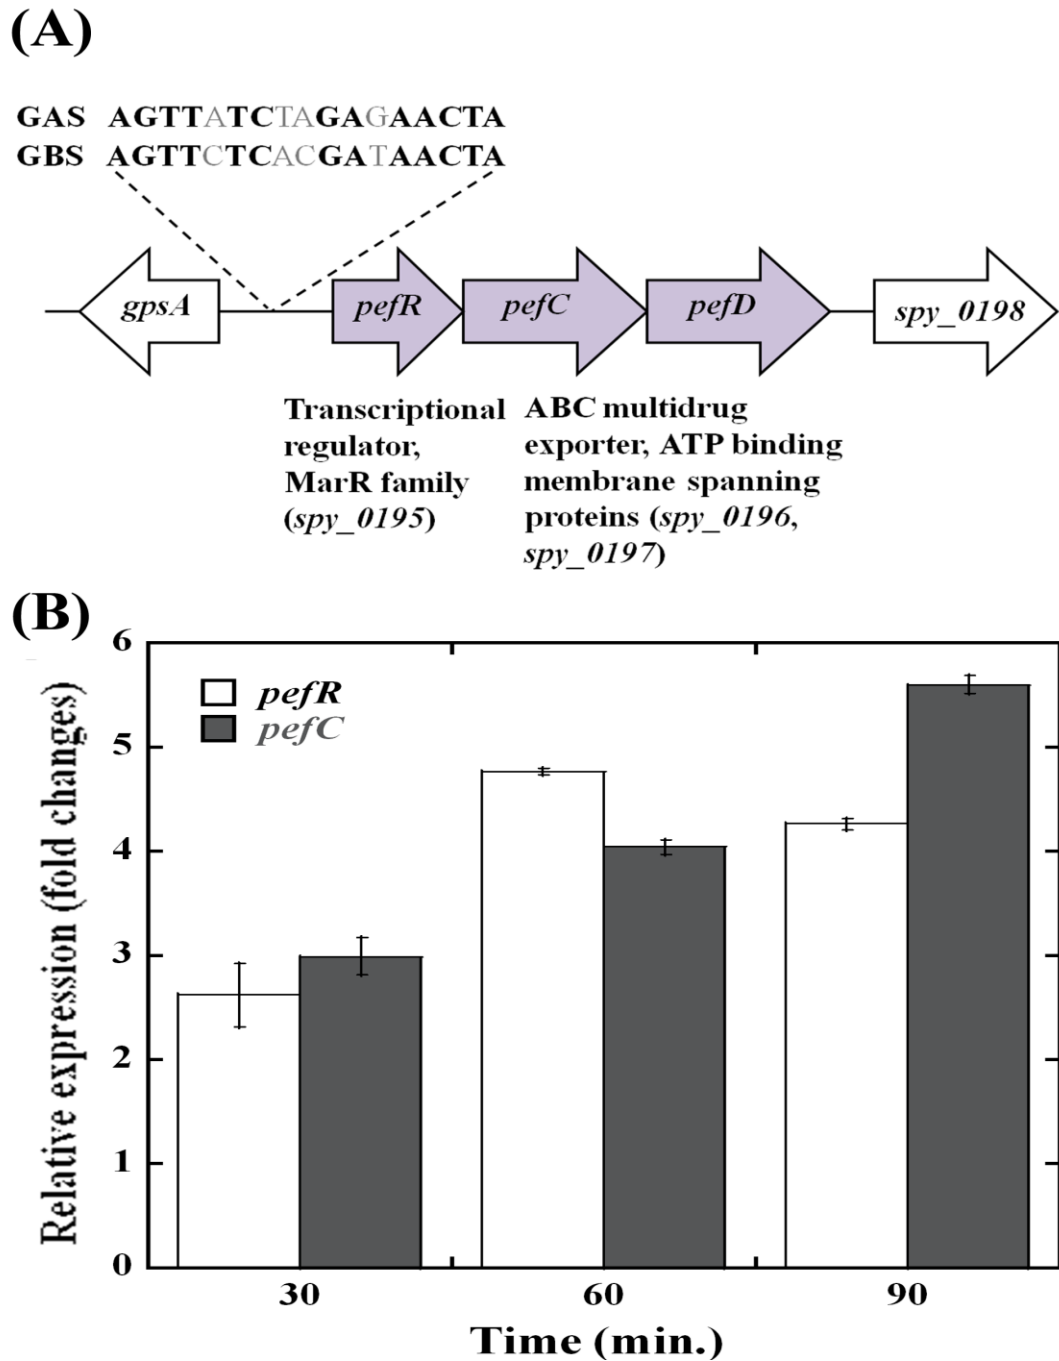 (A)
GAS AGTTATCTAGAGAACTA
GBS AGTTCTCACGATAACTA
gpsA pefR pefC pefD spy_0198
Transcriptional
regulator,
MarR family
(spy_0195)
ABC multidrug
exporter, ATP binding
membrane spanning
proteins (spy_0196,
spy_0197)
(B)
Relative expression (fold changes)
6
5
4
3
2
1
0
pefR
pefC
30 60 90
Time (min.)